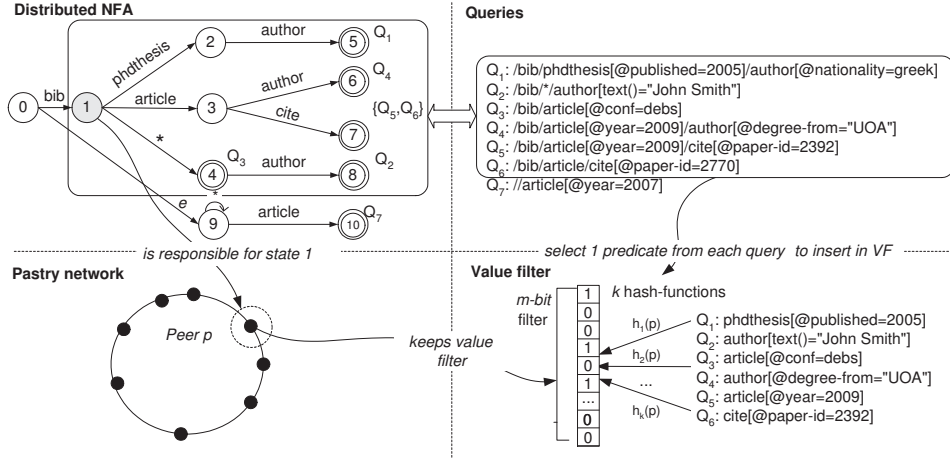 Distributed NFA
0
bib
1
phdthesis
2
author
5
Q1
article
3
author
6
Q4
cite
7
{Q5,Q6}
*
4
Q3
author
8
Q2
e
*
9
article
10
Q7
is responsible for state 1
Queries
Q1: /bib/phdthesis[@published=2005]/author[@nationality=greek]
Q2: /bib/*/author[text()="John Smith"]
Q3: /bib/article[@conf=debs]
Q4: /bib/article[@year=2009]/author[@degree-from="UOA"]
Q5: /bib/article[@year=2009]/cite[@paper-id=2392]
Q6: /bib/article/cite[@paper-id=2770]
Q7: //article[@year=2007]
select 1 predicate from each query to insert in VF
Pastry network
Peer p
keeps value
filter
Value filter
m-bit
filter
1
0
0
1
0
1
...
0
0
k hash-functions
h1(p)
h2(p)
...
hk(p)
Q1: phdthesis[@published=2005]
Q2: author[text()="John Smith"]
Q3: article[@conf=debs]
Q4: author[@degree-from="UOA"]
Q5: article[@year=2009]
Q6: cite[@paper-id=2392]